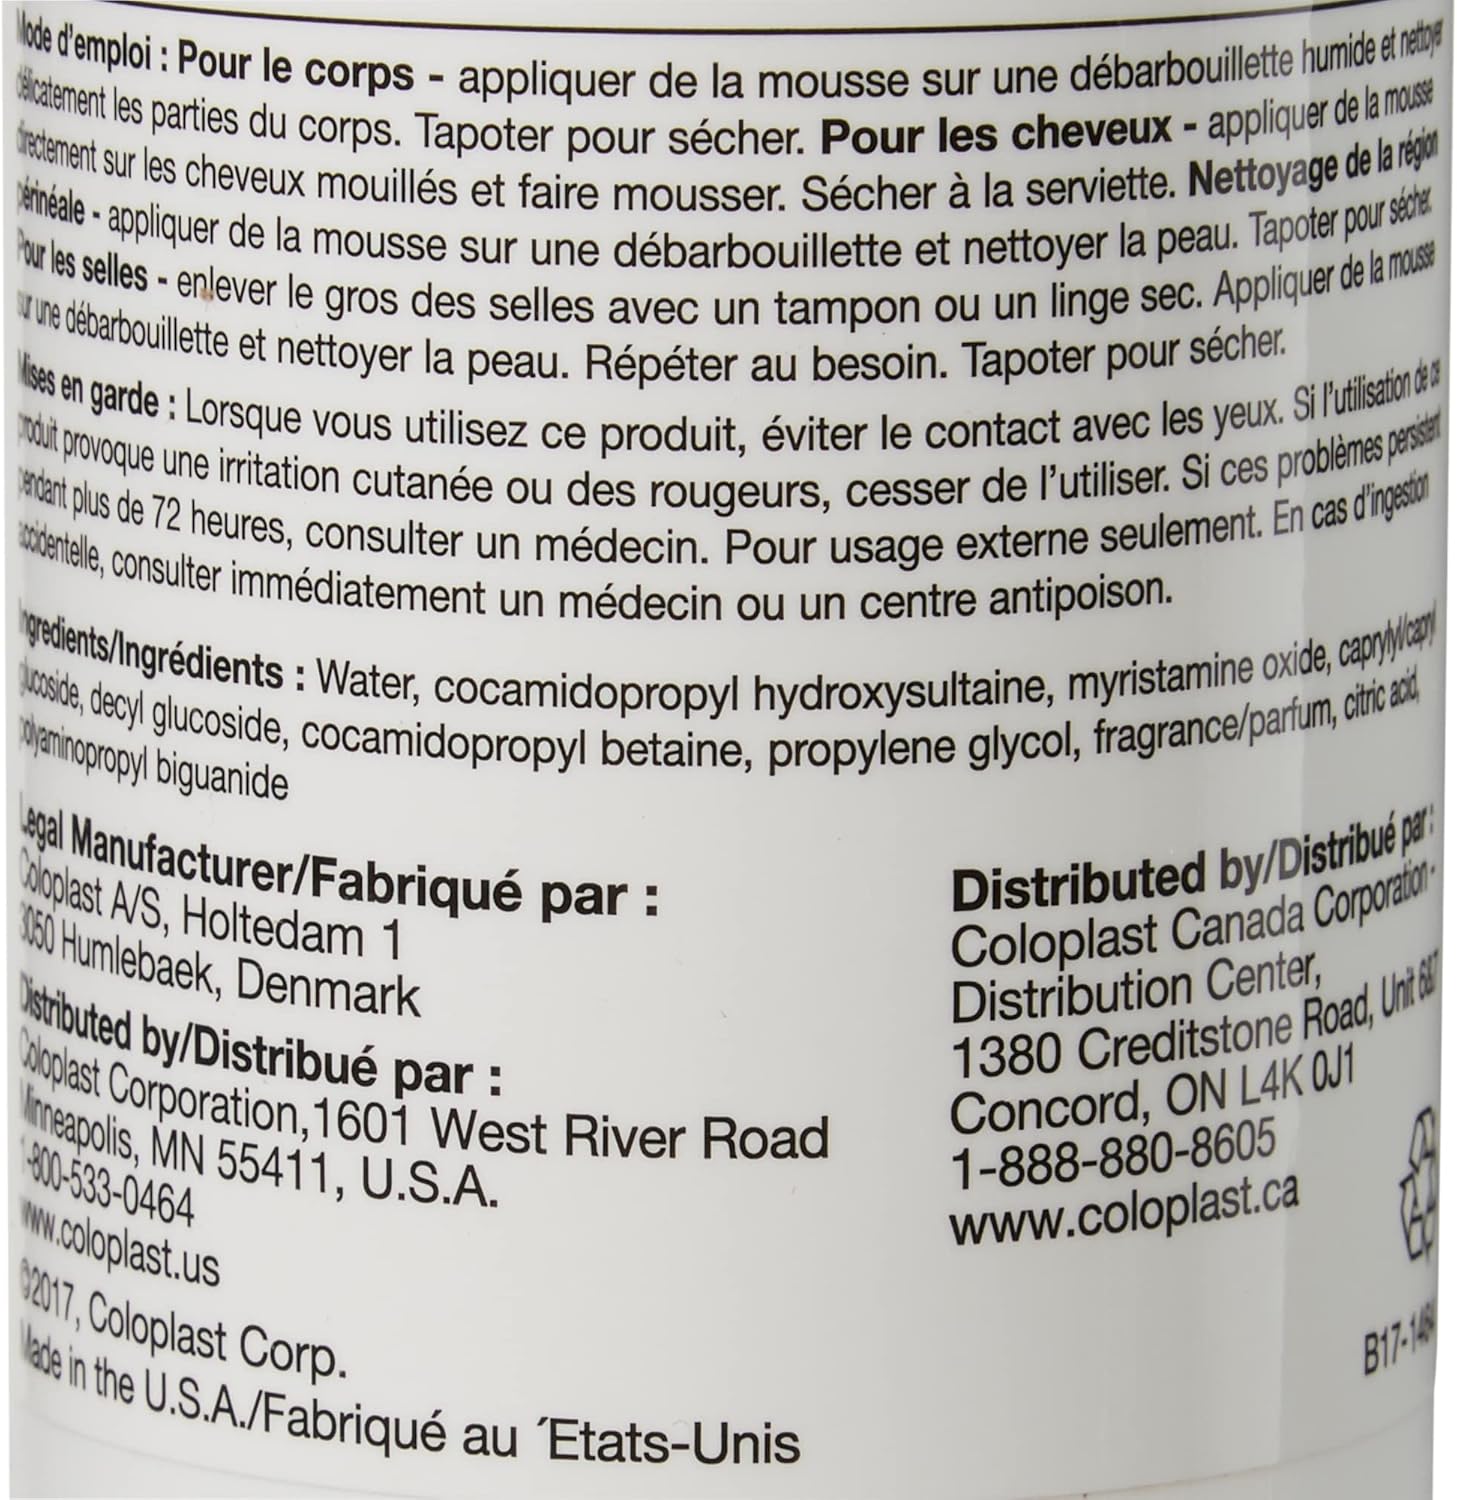 Mode d'emploi : Pour le corps - appliquer de la mousse sur une débarbouillette humide et nettoyer
délicatement les parties du corps. Tapoter pour sécher. Pour les cheveux - appliquer de la mousse
directement sur les cheveux mouillés et faire mousser. Sécher à la serviette. Nettoyage de la région
périnéale - appliquer de la mousse sur une débarbouillette et nettoyer la peau. Tapoter pour sécher.
Pour les selles - enlever le gros des selles avec un tampon ou un linge sec. Appliquer de la mousse
sur une débarbouillette et nettoyer la peau. Répéter au besoin. Tapoter pour sécher.
Mises en garde : Lorsque vous utilisez ce produit, éviter le contact avec les yeux. Si l'utilisation de ce
produit provoque une irritation cutanée ou des rougeurs, cesser de l'utiliser. Si ces problèmes persistent
pendant plus de 72 heures, consulter un médecin. Pour usage externe seulement. En cas d'ingestion
accidentelle, consulter immédiatement un médecin ou un centre antipoison.
Ingredients/Ingrédients : Water, cocamidopropyl hydroxysultaine, myristamine oxide, caprylyl/capryl
glucoside, decyl glucoside, cocamidopropyl betaine, propylene glycol, fragrance/parfum, citric acid,
polyaminopropyl biguanide
Legal Manufacturer/Fabriqué par :
Coloplast A/S, Holtedam 1
3050 Humlebaek, Denmark
Distributed by/Distribué par :
Coloplast Corporation,1601 West River Road
Minneapolis, MN 55411, U.S.A.
1-800-533-0464
www.coloplast.us
©2017, Coloplast Corp.
Made in the U.S.A./Fabriqué au ´Etats-Unis
Distributed by/Distribué par :
Coloplast Canada Corporation -
Distribution Center,
1380 Creditstone Road, Unit 6&7
Concord, ON L4K 0J1
1-888-880-8605
www.coloplast.ca